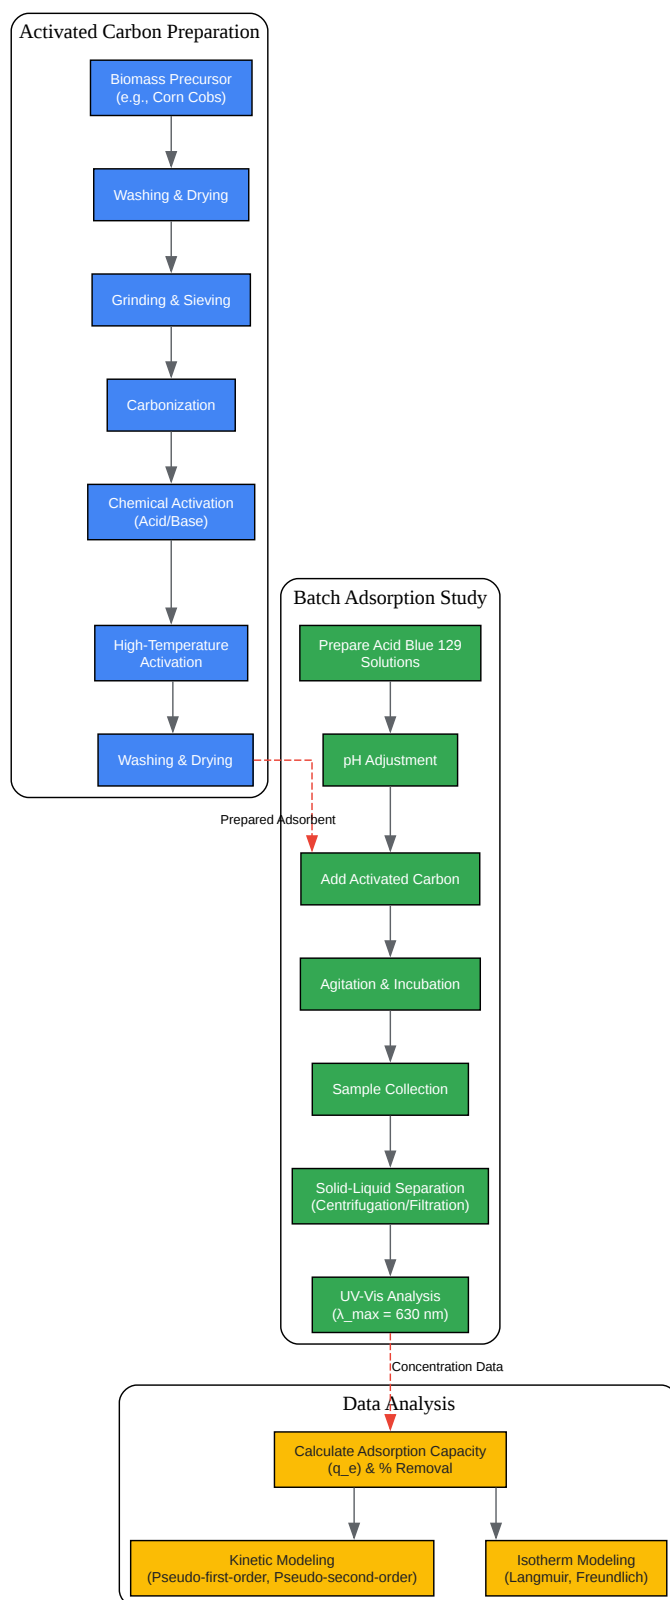 Activated Carbon Preparation
Biomass Precursor
(e.g., Corn Cobs)
Washing & Drying
Grinding & Sieving
Carbonization
Chemical Activation
(Acid/Base)
High-Temperature
Activation
Washing & Drying
Prepared Adsorbent
Batch Adsorption Study
Prepare Acid Blue 129
Solutions
pH Adjustment
Add Activated Carbon
Agitation & Incubation
Sample Collection
Solid-Liquid Separation
(Centrifugation/Filtration)
UV-Vis Analysis
(λ_max = 630 nm)
Concentration Data
Data Analysis
Calculate Adsorption Capacity
(q_e) & % Removal
Kinetic Modeling
(Pseudo-first-order, Pseudo-second-order)
Isotherm Modeling
(Langmuir, Freundlich)